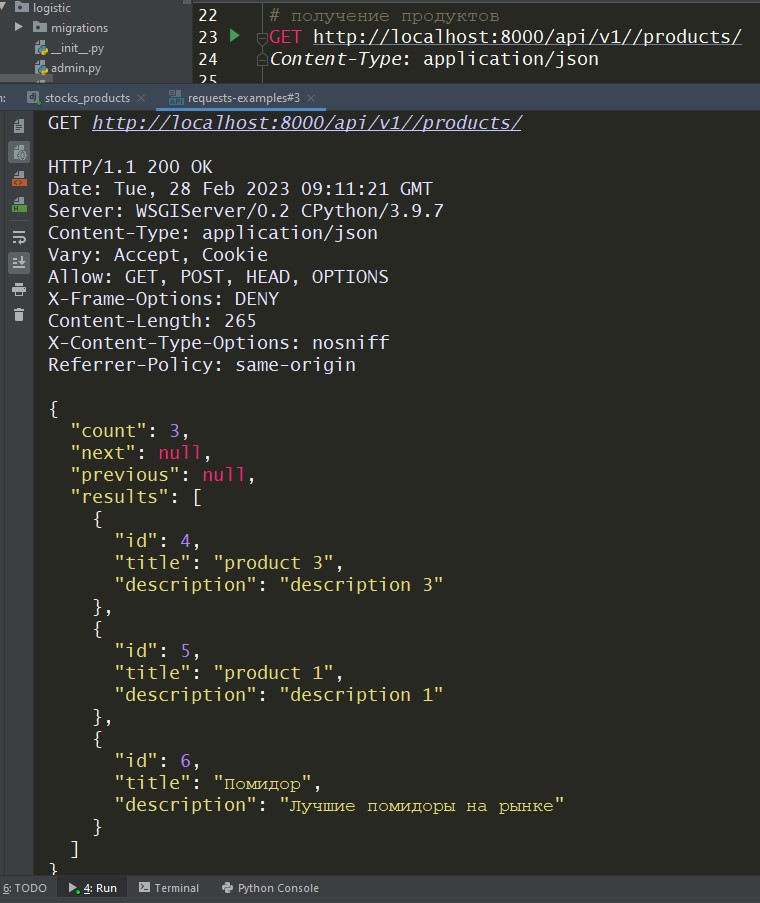 logistic
migrations
__init__.py
admin.py
22 # получение продуктов
23 GET http://localhost:8000/api/v1//products/
24 Content-Type: application/json
25
stocks_products
requests-examples#3
GET http://localhost:8000/api/v1//products/
HTTP/1.1 200 OK
Date: Tue, 28 Feb 2023 09:11:21 GMT
Server: WSGIServer/0.2 CPython/3.9.7
Content-Type: application/json
Vary: Accept, Cookie
Allow: GET, POST, HEAD, OPTIONS
X-Frame-Options: DENY
Content-Length: 265
X-Content-Type-Options: nosniff
Referrer-Policy: same-origin
{
"count": 3,
"next": null,
"previous": null,
"results": [
{
"id": 4,
"title": "product 3",
"description": "description 3"
},
{
"id": 5,
"title": "product 1",
"description": "description 1"
},
{
"id": 6,
"title": "Помидор",
"description": "Лучшие помидоры на рынке"
}
]
}
6: TODO 4: Run Terminal Python Console